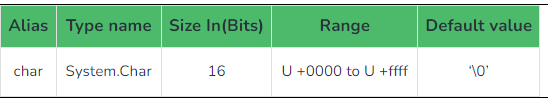 Alias Type name Size In(Bits) Range Default value
char System.Char 16 U +0000 to U +ffff ‘\0’